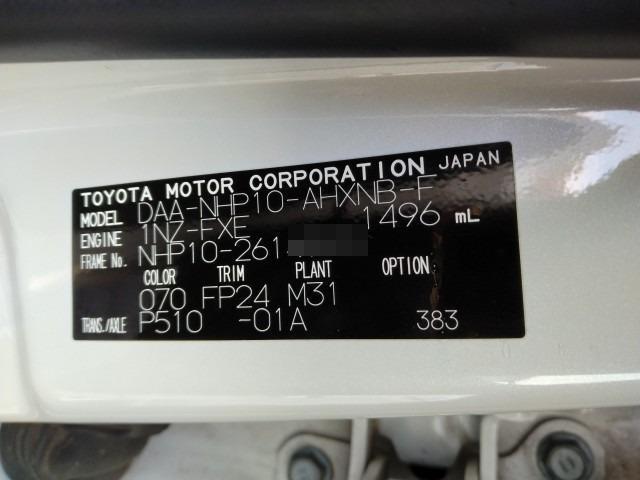 TOYOTA MOTOR CORPORATION JAPAN
MODEL DAA-NHP10-AHXNB-F
ENGINE 1NZ-FXE 1496 mL
FRAME No. NHP10-261
COLOR TRIM PLANT OPTION
070 FP24 M31
TRANS./AXLE P510 -01A 383